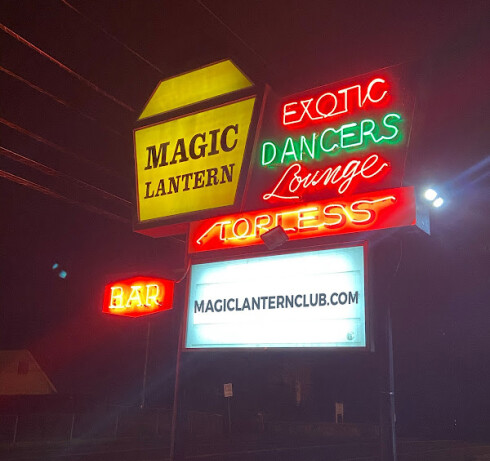 MAGIC
LANTERN
EXOTIC
DANCERS
Lounge
TOPLESS
BAR
MAGICLANTERNCLUB.COM